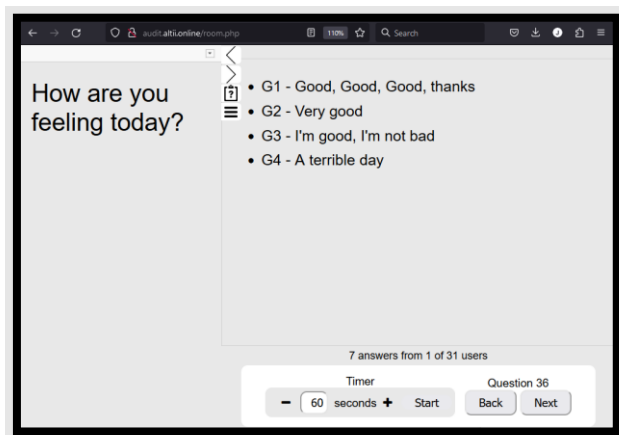 audit.altii.online/room.php
110%
Search
How are you
feeling today?
G1 - Good, Good, Good, thanks
G2 - Very good
G3 - I'm good, I'm not bad
G4 - A terrible day
7 answers from 1 of 31 users
Timer
60 seconds
Start
Question 36
Back
Next